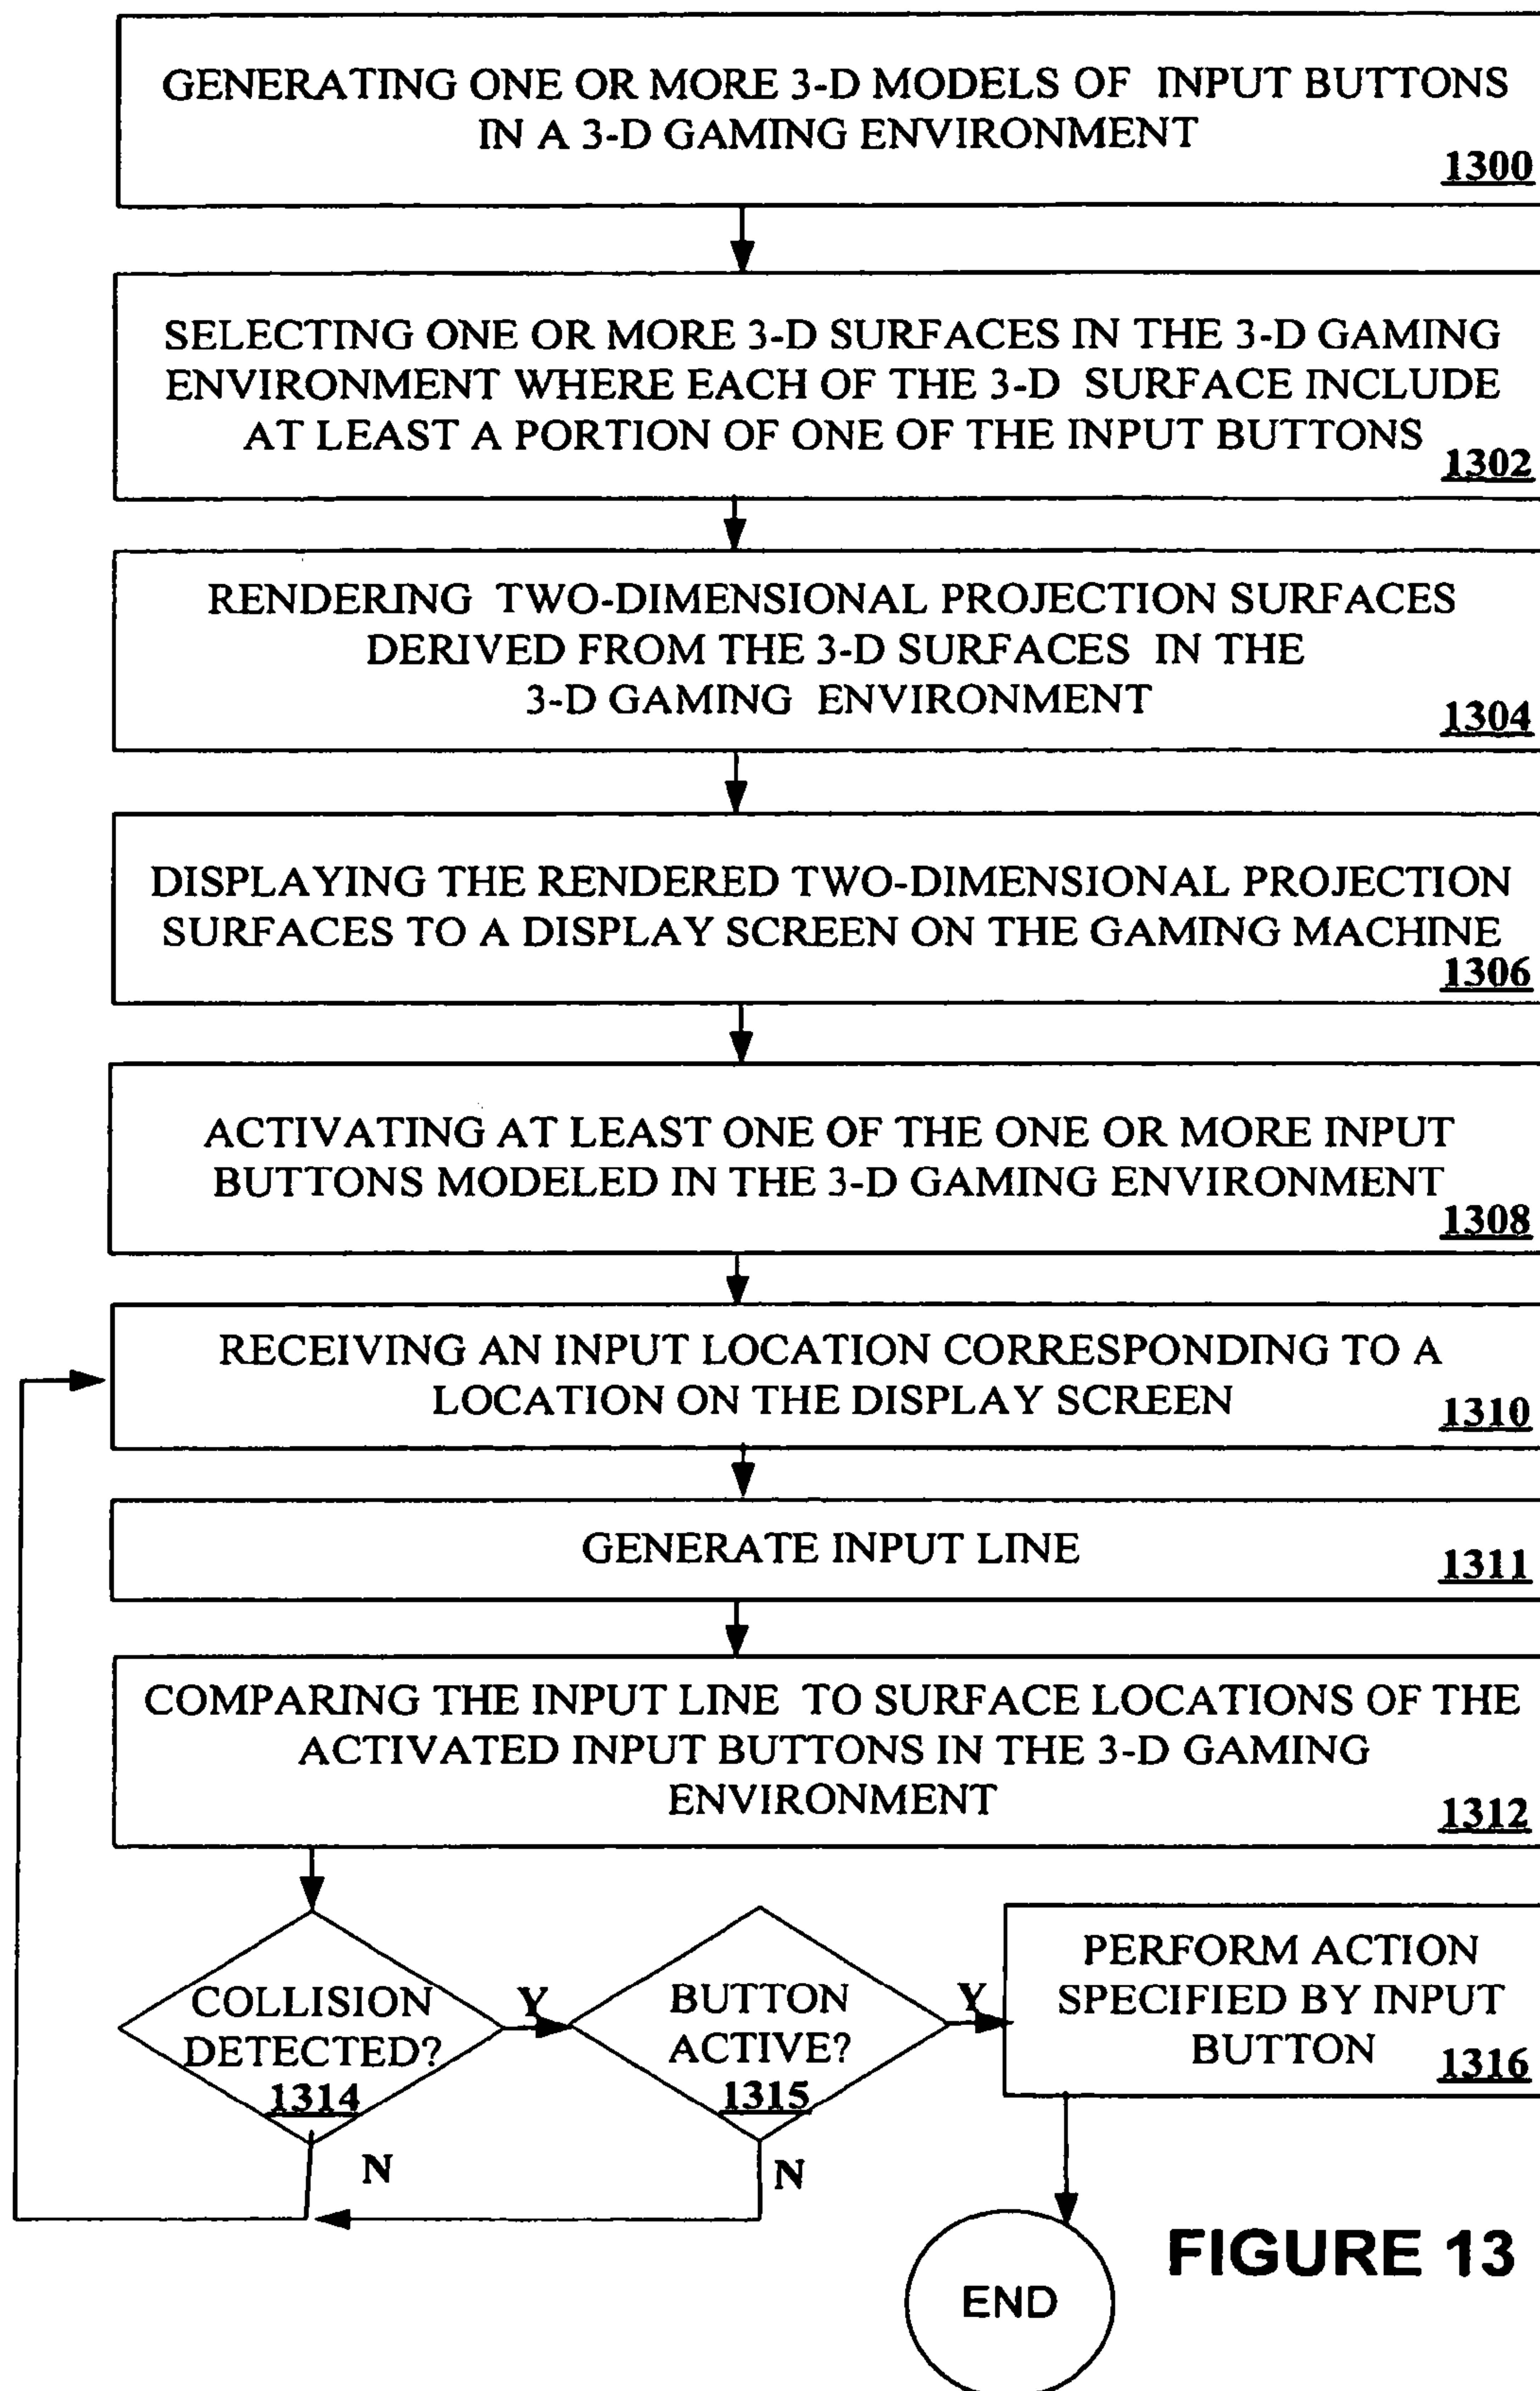 GENERATING ONE OR MORE 3-D MODELS OF INPUT BUTTONS
IN A 3-D GAMING ENVIRONMENT
1300
SELECTING ONE OR MORE 3-D SURFACES IN THE 3-D GAMING
ENVIRONMENT WHERE EACH OF THE 3-D SURFACE INCLUDE
AT LEAST A PORTION OF ONE OF THE INPUT BUTTONS
1302
RENDERING TWO-DIMENSIONAL PROJECTION SURFACES
DERIVED FROM THE 3-D SURFACES IN THE
3-D GAMING ENVIRONMENT
1304
DISPLAYING THE RENDERED TWO-DIMENSIONAL PROJECTION
SURFACES TO A DISPLAY SCREEN ON THE GAMING MACHINE
1306
ACTIVATING AT LEAST ONE OF THE ONE OR MORE INPUT
BUTTONS MODELED IN THE 3-D GAMING ENVIRONMENT
1308
RECEIVING AN INPUT LOCATION CORRESPONDING TO A
LOCATION ON THE DISPLAY SCREEN
1310
GENERATE INPUT LINE
1311
COMPARING THE INPUT LINE TO SURFACE LOCATIONS OF THE
ACTIVATED INPUT BUTTONS IN THE 3-D GAMING
ENVIRONMENT
1312
COLLISION
DETECTED?
1314
Y
N
BUTTON
ACTIVE?
1315
Y
N
PERFORM ACTION
SPECIFIED BY INPUT
BUTTON
1316
END
FIGURE 13